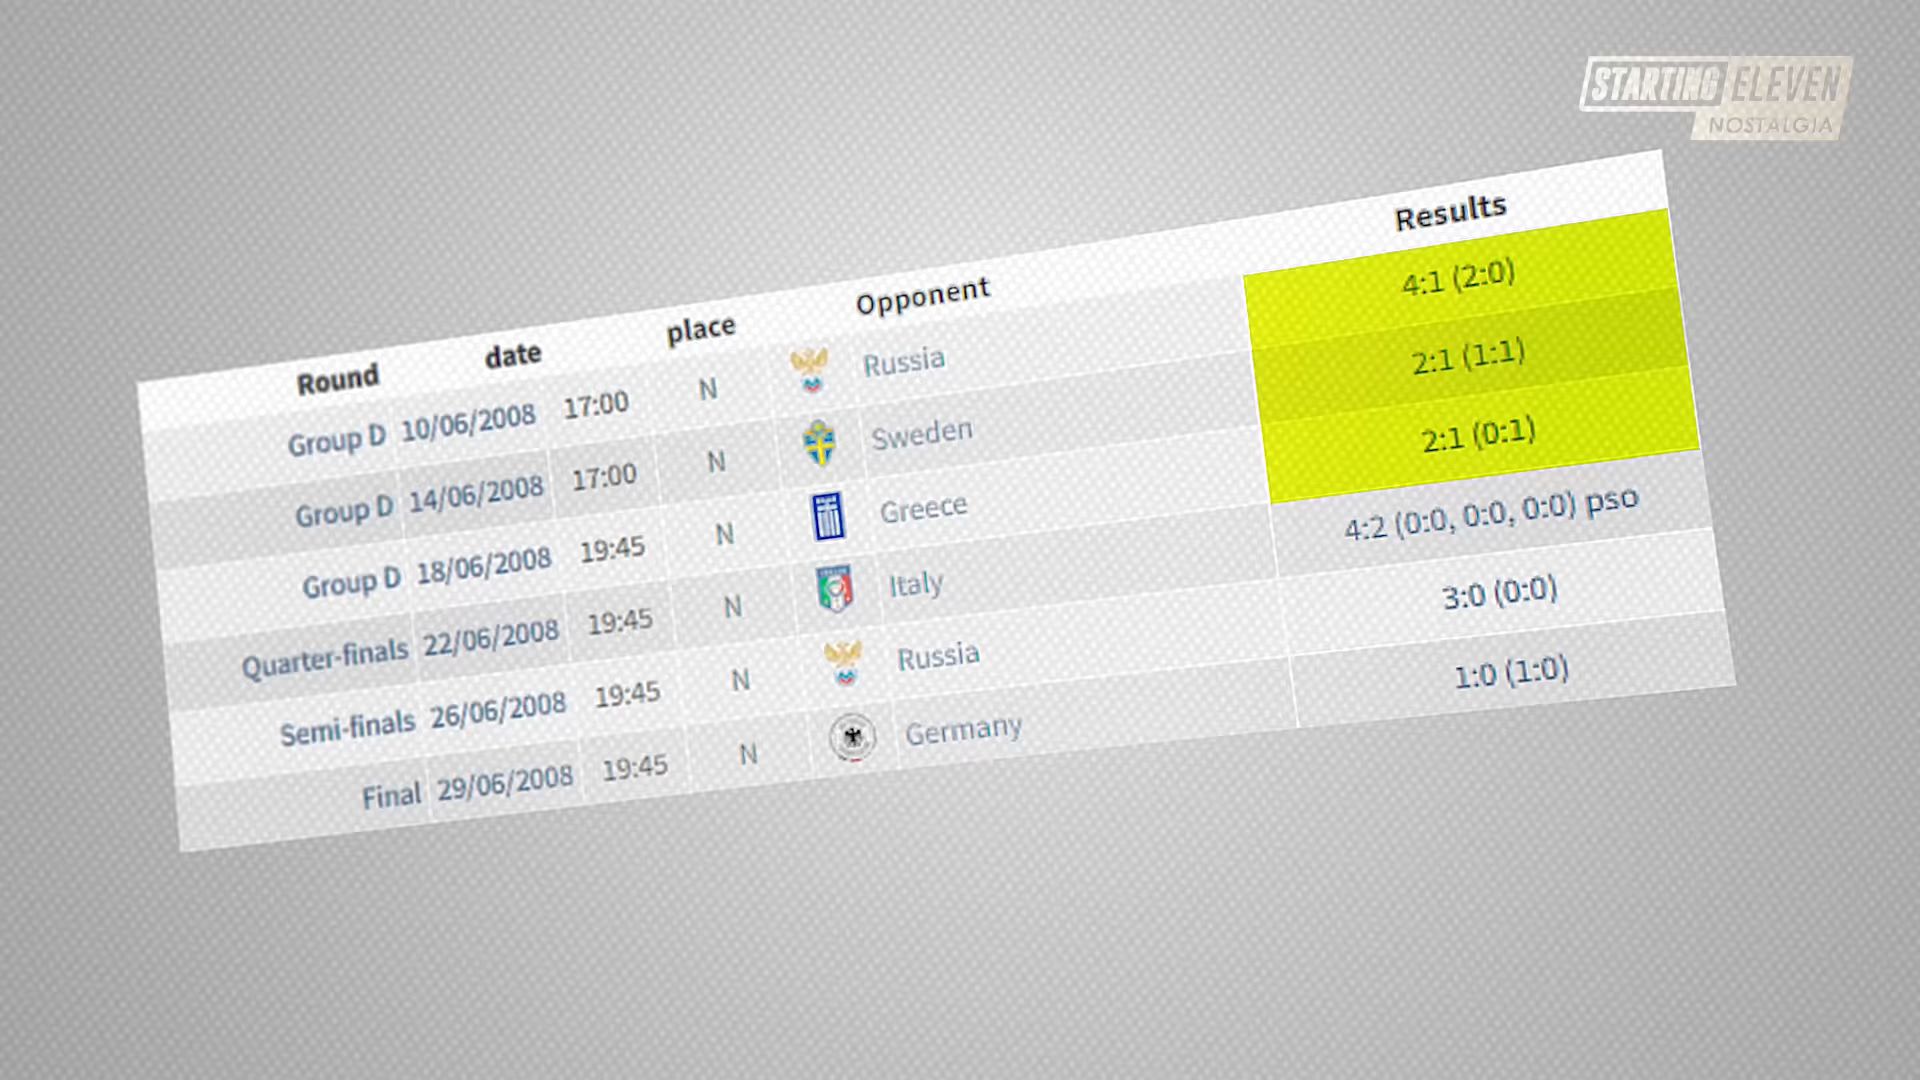 STARTING ELEVEN
NOSTALGIA
Round date place Opponent Results
Group D 10/06/2008 17:00 N Russia 4:1 (2:0)
Group D 14/06/2008 17:00 N Sweden 2:1 (1:1)
Group D 18/06/2008 19:45 N Greece 2:1 (0:1)
Quarter-finals 22/06/2008 19:45 N Italy 4:2 (0:0, 0:0, 0:0) pso
Semi-finals 26/06/2008 19:45 N Russia 3:0 (0:0)
Final 29/06/2008 19:45 N Germany 1:0 (1:0)